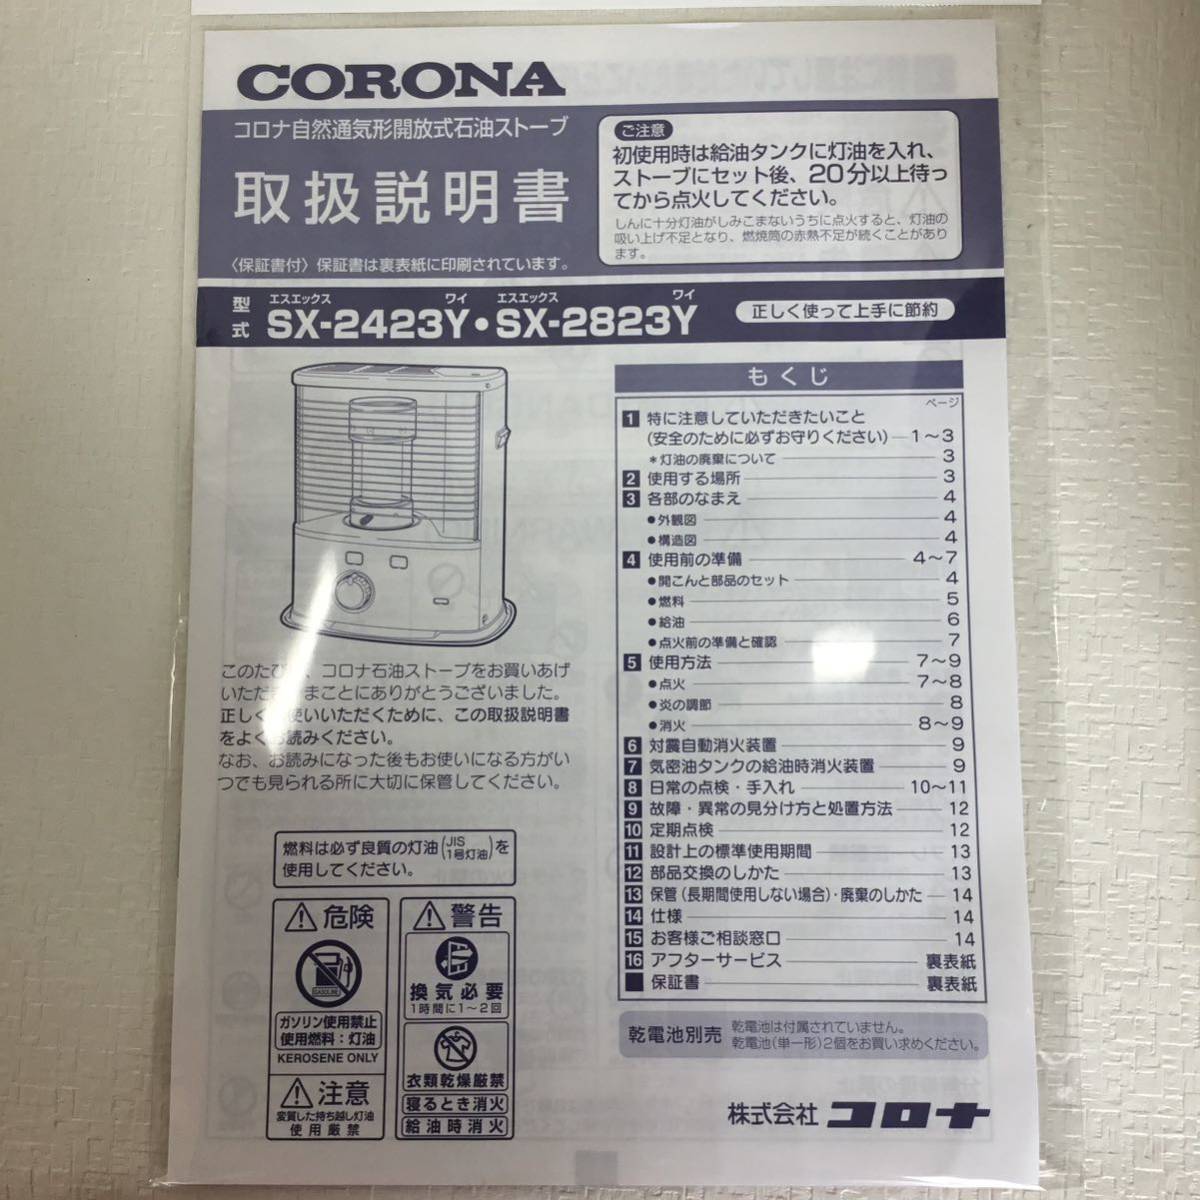 CORONA
コロナ自然通気形開放式石油ストーブ
取扱説明書
〈保証書付〉保証書は裏表紙に印刷されています。
ご注意
初使用時は給油タンクに灯油を入れ、
ストーブにセット後、20分以上待っ
てから点火してください。
しんに十分灯油がしみこまないうちに点火すると、灯油の
吸い上げ不足となり、燃焼筒の赤熱不足が続くことがあり
ます。
型式
エスエックス ワイ エスエックス ワイ
SX-2423Y・SX-2823Y
正しく使って上手に節約
もくじ
ページ
1 特に注意していただきたいこと
(安全のために必ずお守りください) 1〜3
*灯油の廃棄について 3
2 使用する場所 3
3 各部のなまえ 4
●外観図 4
●構造図 4
4 使用前の準備 4〜7
●開こんと部品のセット 4
●燃料 5
●給油 6
●点火前の準備と確認 7
5 使用方法 7〜9
●点火 7〜8
●炎の調節 8
●消火 8〜9
6 対震自動消火装置 9
7 気密油タンクの給油時消火装置 9
8 日常の点検・手入れ 10〜11
9 故障・異常の見分け方と処置方法 12
10 定期点検 12
11 設計上の標準使用期間 13
12 部品交換のしかた 13
13 保管(長期間使用しない場合)・廃棄のしかた 14
14 仕様 14
15 お客様ご相談窓口 14
16 アフターサービス 裏表紙
■ 保証書 裏表紙
このたび、コロナ石油ストーブをお買いあげ
いただきまことにありがとうございました。
正しくお使いいただくために、この取扱説明書
をよくお読みください。
なお、お読みになった後もお使いになる方がい
つでも見られる所に大切に保管してください。
燃料は必ず良質の灯油(JIS 1号灯油)を
使用してください。
危険
GASOLINE
ガソリン使用禁止
使用燃料:灯油
KEROSENE ONLY
注意
変質した持ち越し灯油
使用厳禁
警告
換気必要
1時間に1〜2回
衣類乾燥厳禁
寝るとき消火
給油時消火
乾電池別売
乾電池は付属されていません。
乾電池(単一形)2個をお買い求めください。
株式会社 コロナ